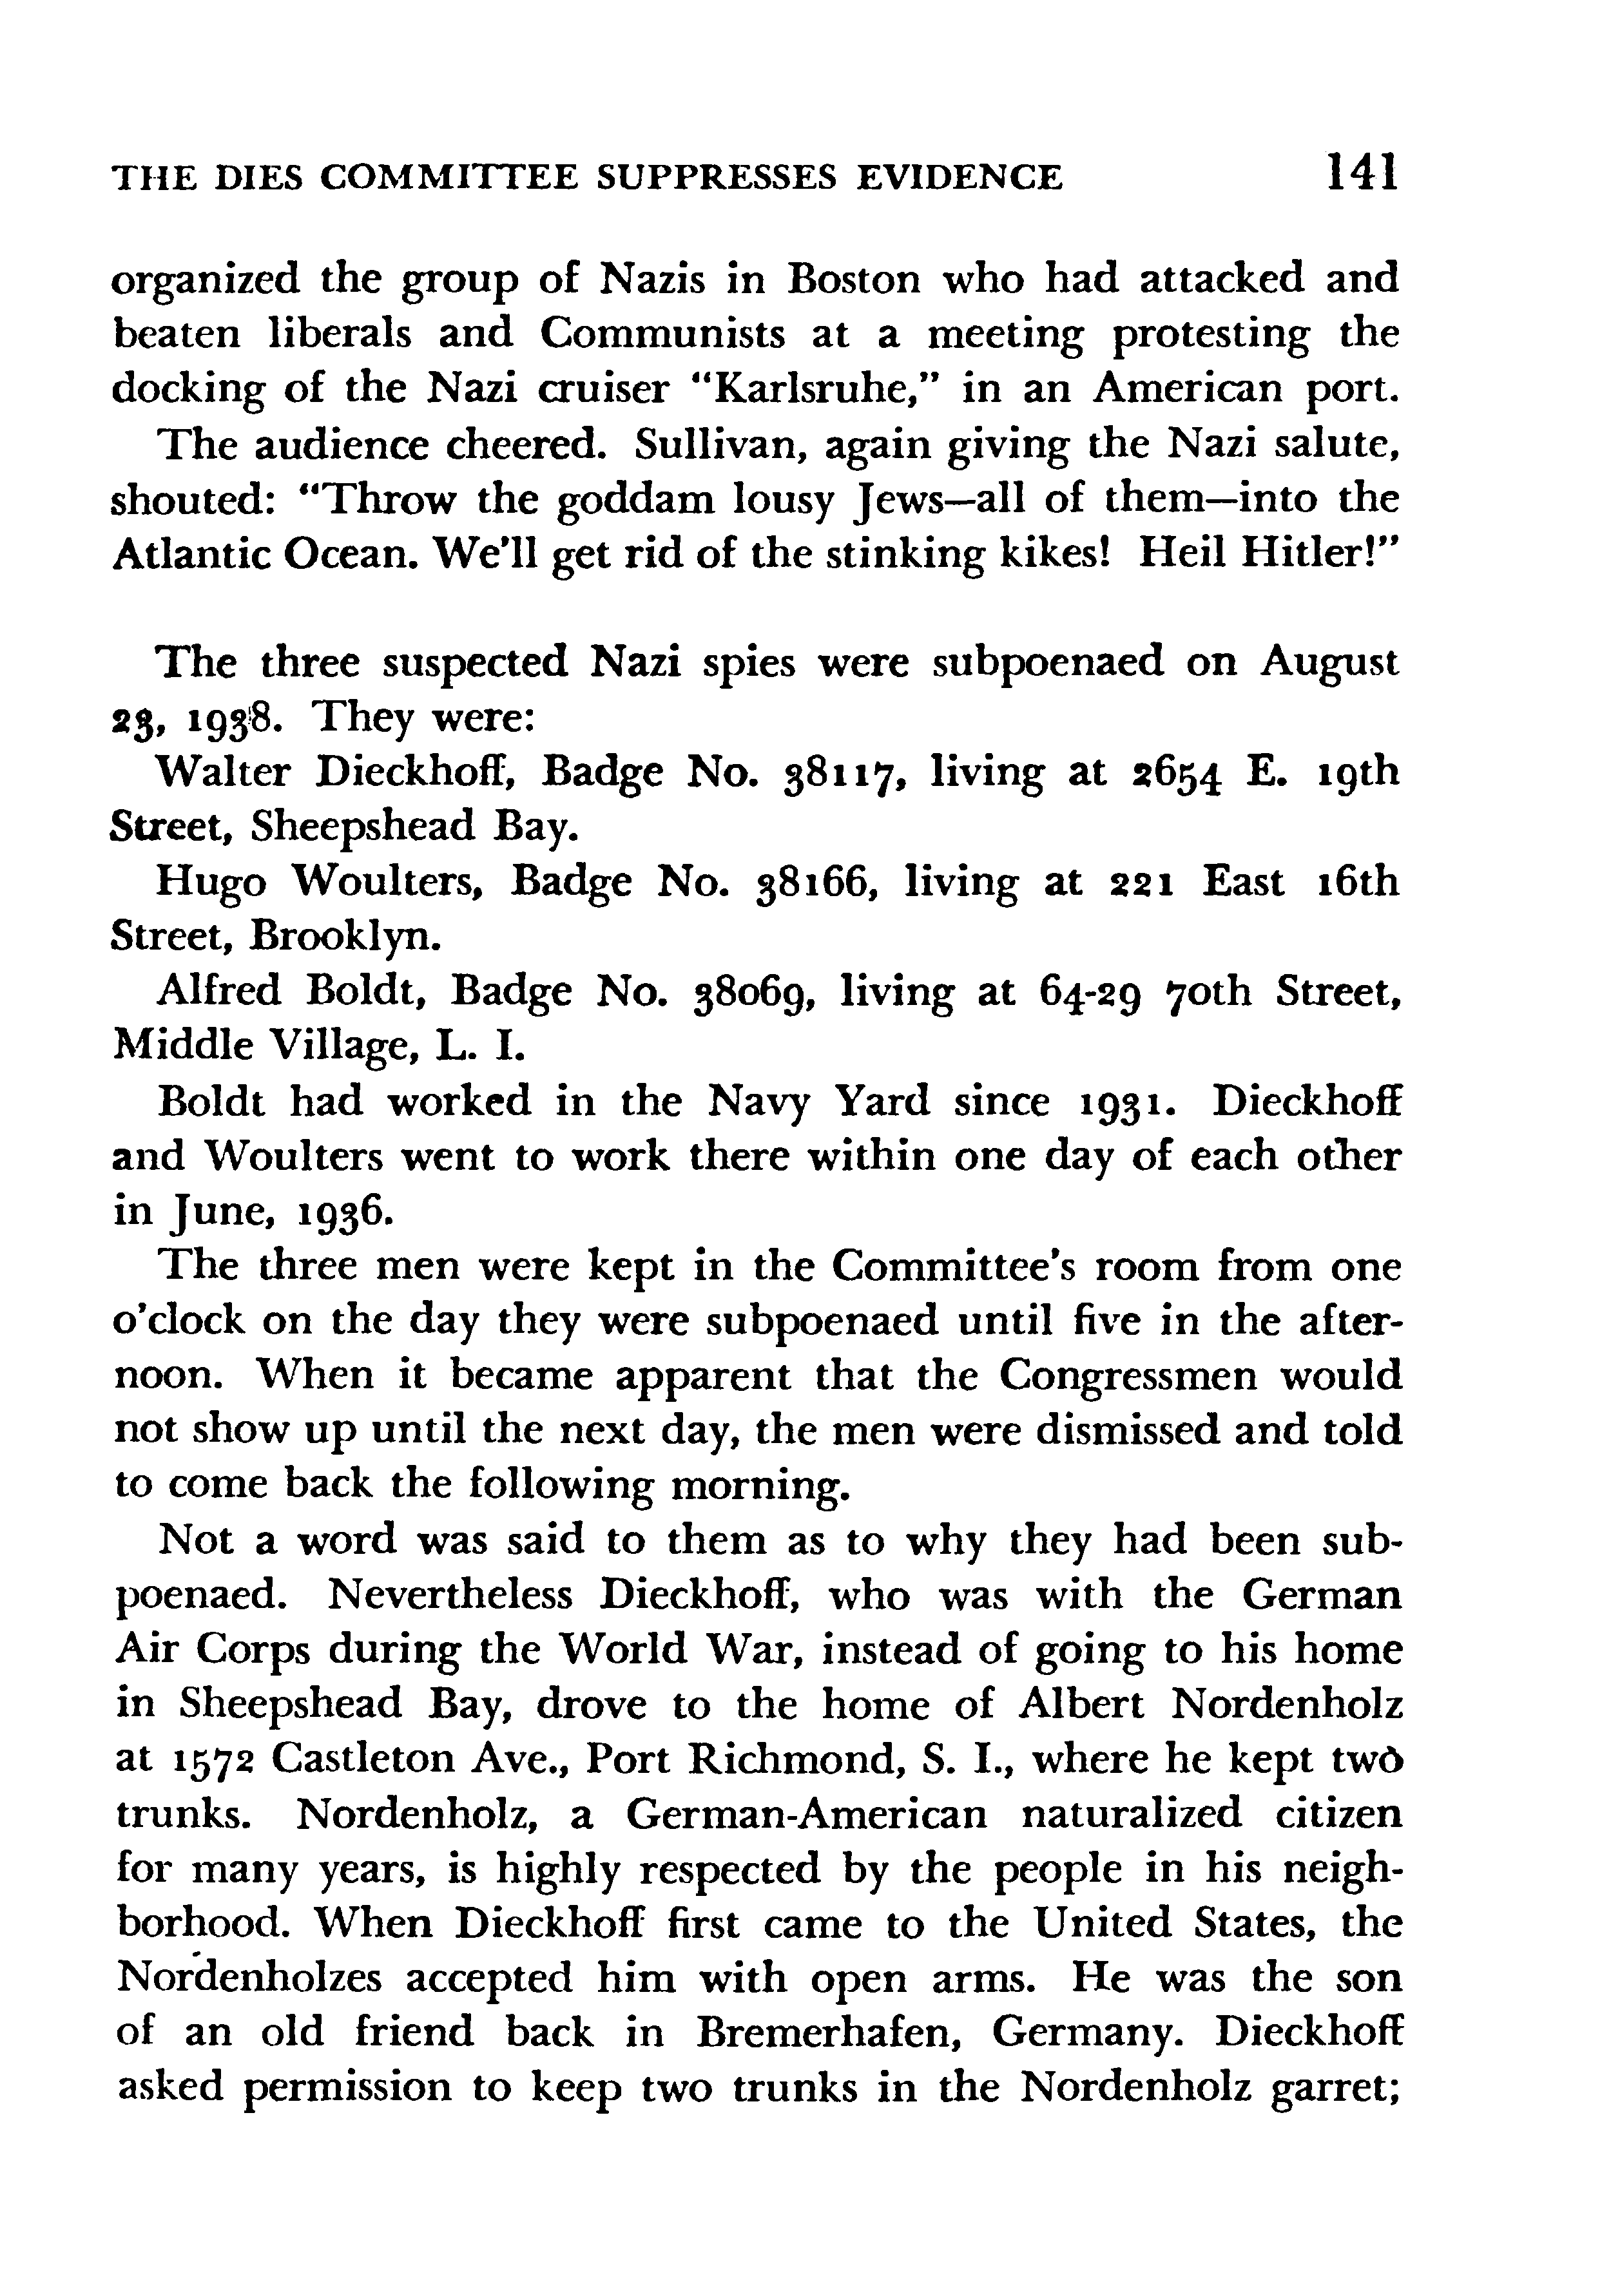 THE DIES COMMITTEE SUPPRESSES EVIDENCE 141
organized the group of Nazis in Boston who had attacked and
beaten liberals and Communists at a meeting protesting the
docking of the Nazi cruiser “Karlsruhe,” in an American port.
The audience cheered. Sullivan, again giving the Nazi salute,
shouted: “Throw the goddam lousy Jews—all of them—into the
Atlantic Ocean. We’ll get rid of the stinking kikes! Heil Hitler!”
The three suspected Nazi spies were subpoenaed on August
23, 1938. They were:
Walter Dieckhoff, Badge No. 38117, living at 2654 E. 19th
Street, Sheepshead Bay.
Hugo Woulters, Badge No. 38166, living at 221 East 16th
Street, Brooklyn.
Alfred Boldt, Badge No. 38069, living at 64-29 70th Street,
Middle Village, L. I.
Boldt had worked in the Navy Yard since 1931. Dieckhoff
and Woulters went to work there within one day of each other
in June, 1936.
The three men were kept in the Committee’s room from one
o’clock on the day they were subpoenaed until five in the after-
noon. When it became apparent that the Congressmen would
not show up until the next day, the men were dismissed and told
to come back the following morning.
Not a word was said to them as to why they had been sub-
poenaed. Nevertheless Dieckhoff, who was with the German
Air Corps during the World War, instead of going to his home
in Sheepshead Bay, drove to the home of Albert Nordenholz
at 1572 Castleton Ave., Port Richmond, S. I., where he kept two
trunks. Nordenholz, a German-American naturalized citizen
for many years, is highly respected by the people in his neigh-
borhood. When Dieckhoff first came to the United States, the
Nordenholzes accepted him with open arms. He was the son
of an old friend back in Bremerhafen, Germany. Dieckhoff
asked permission to keep two trunks in the Nordenholz garret;